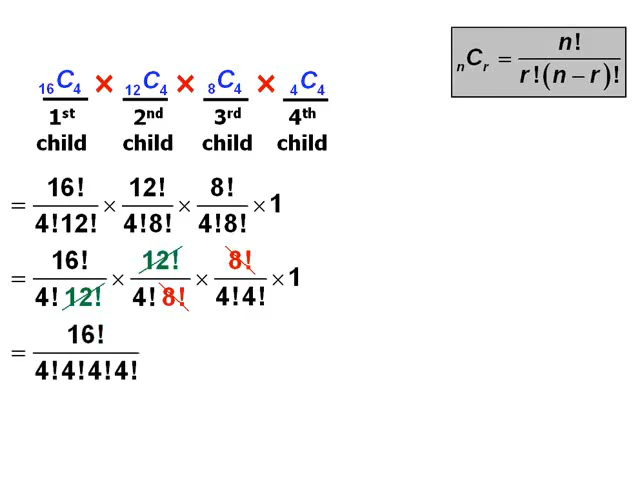 nCr = n! / r!(n – r)!
16C4 × 12C4 × 8C4 × 4C4
1st child 2nd child 3rd child 4th child
= 16! / 4!12! × 12! / 4!8! × 8! / 4!8! × 1
= 16! / 4!12! × 12! / 4!8! × 8! / 4!4! × 1
= 16! / 4!4!4!4!